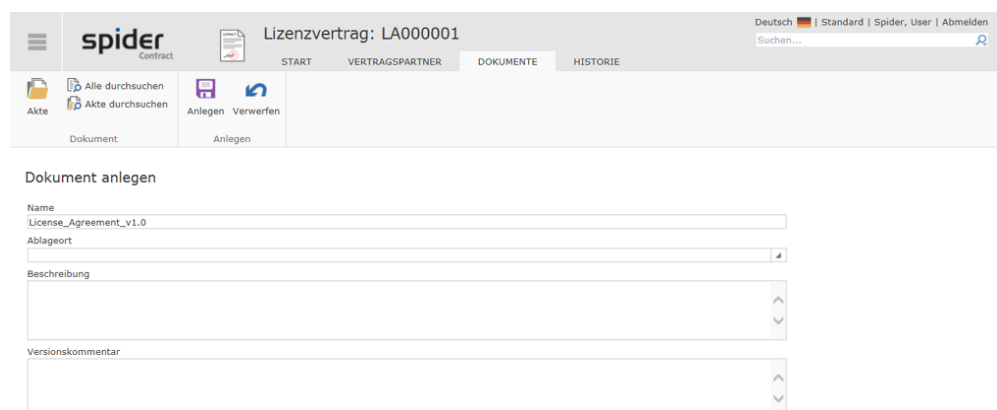 Deutsch | Standard | Spider, User | Abmelden
spider
Contract
Lizenzvertrag: LA000001
Suchen...
START VERTRAGSPARTNER DOKUMENTE HISTORIE
Akte
Alle durchsuchen
Akte durchsuchen
Anlegen Verwerfen
Dokument Anlegen
Dokument anlegen
Name
License_Agreement_v1.0
Ablageort
Beschreibung
Versionskommentar